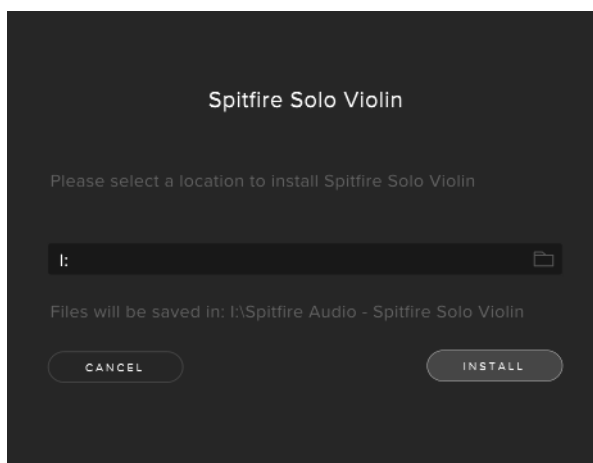 Spitfire Solo Violin
Please select a location to install Spitfire Solo Violin
I:
Files will be saved in: I:\Spitfire Audio - Spitfire Solo Violin
CANCEL
INSTALL